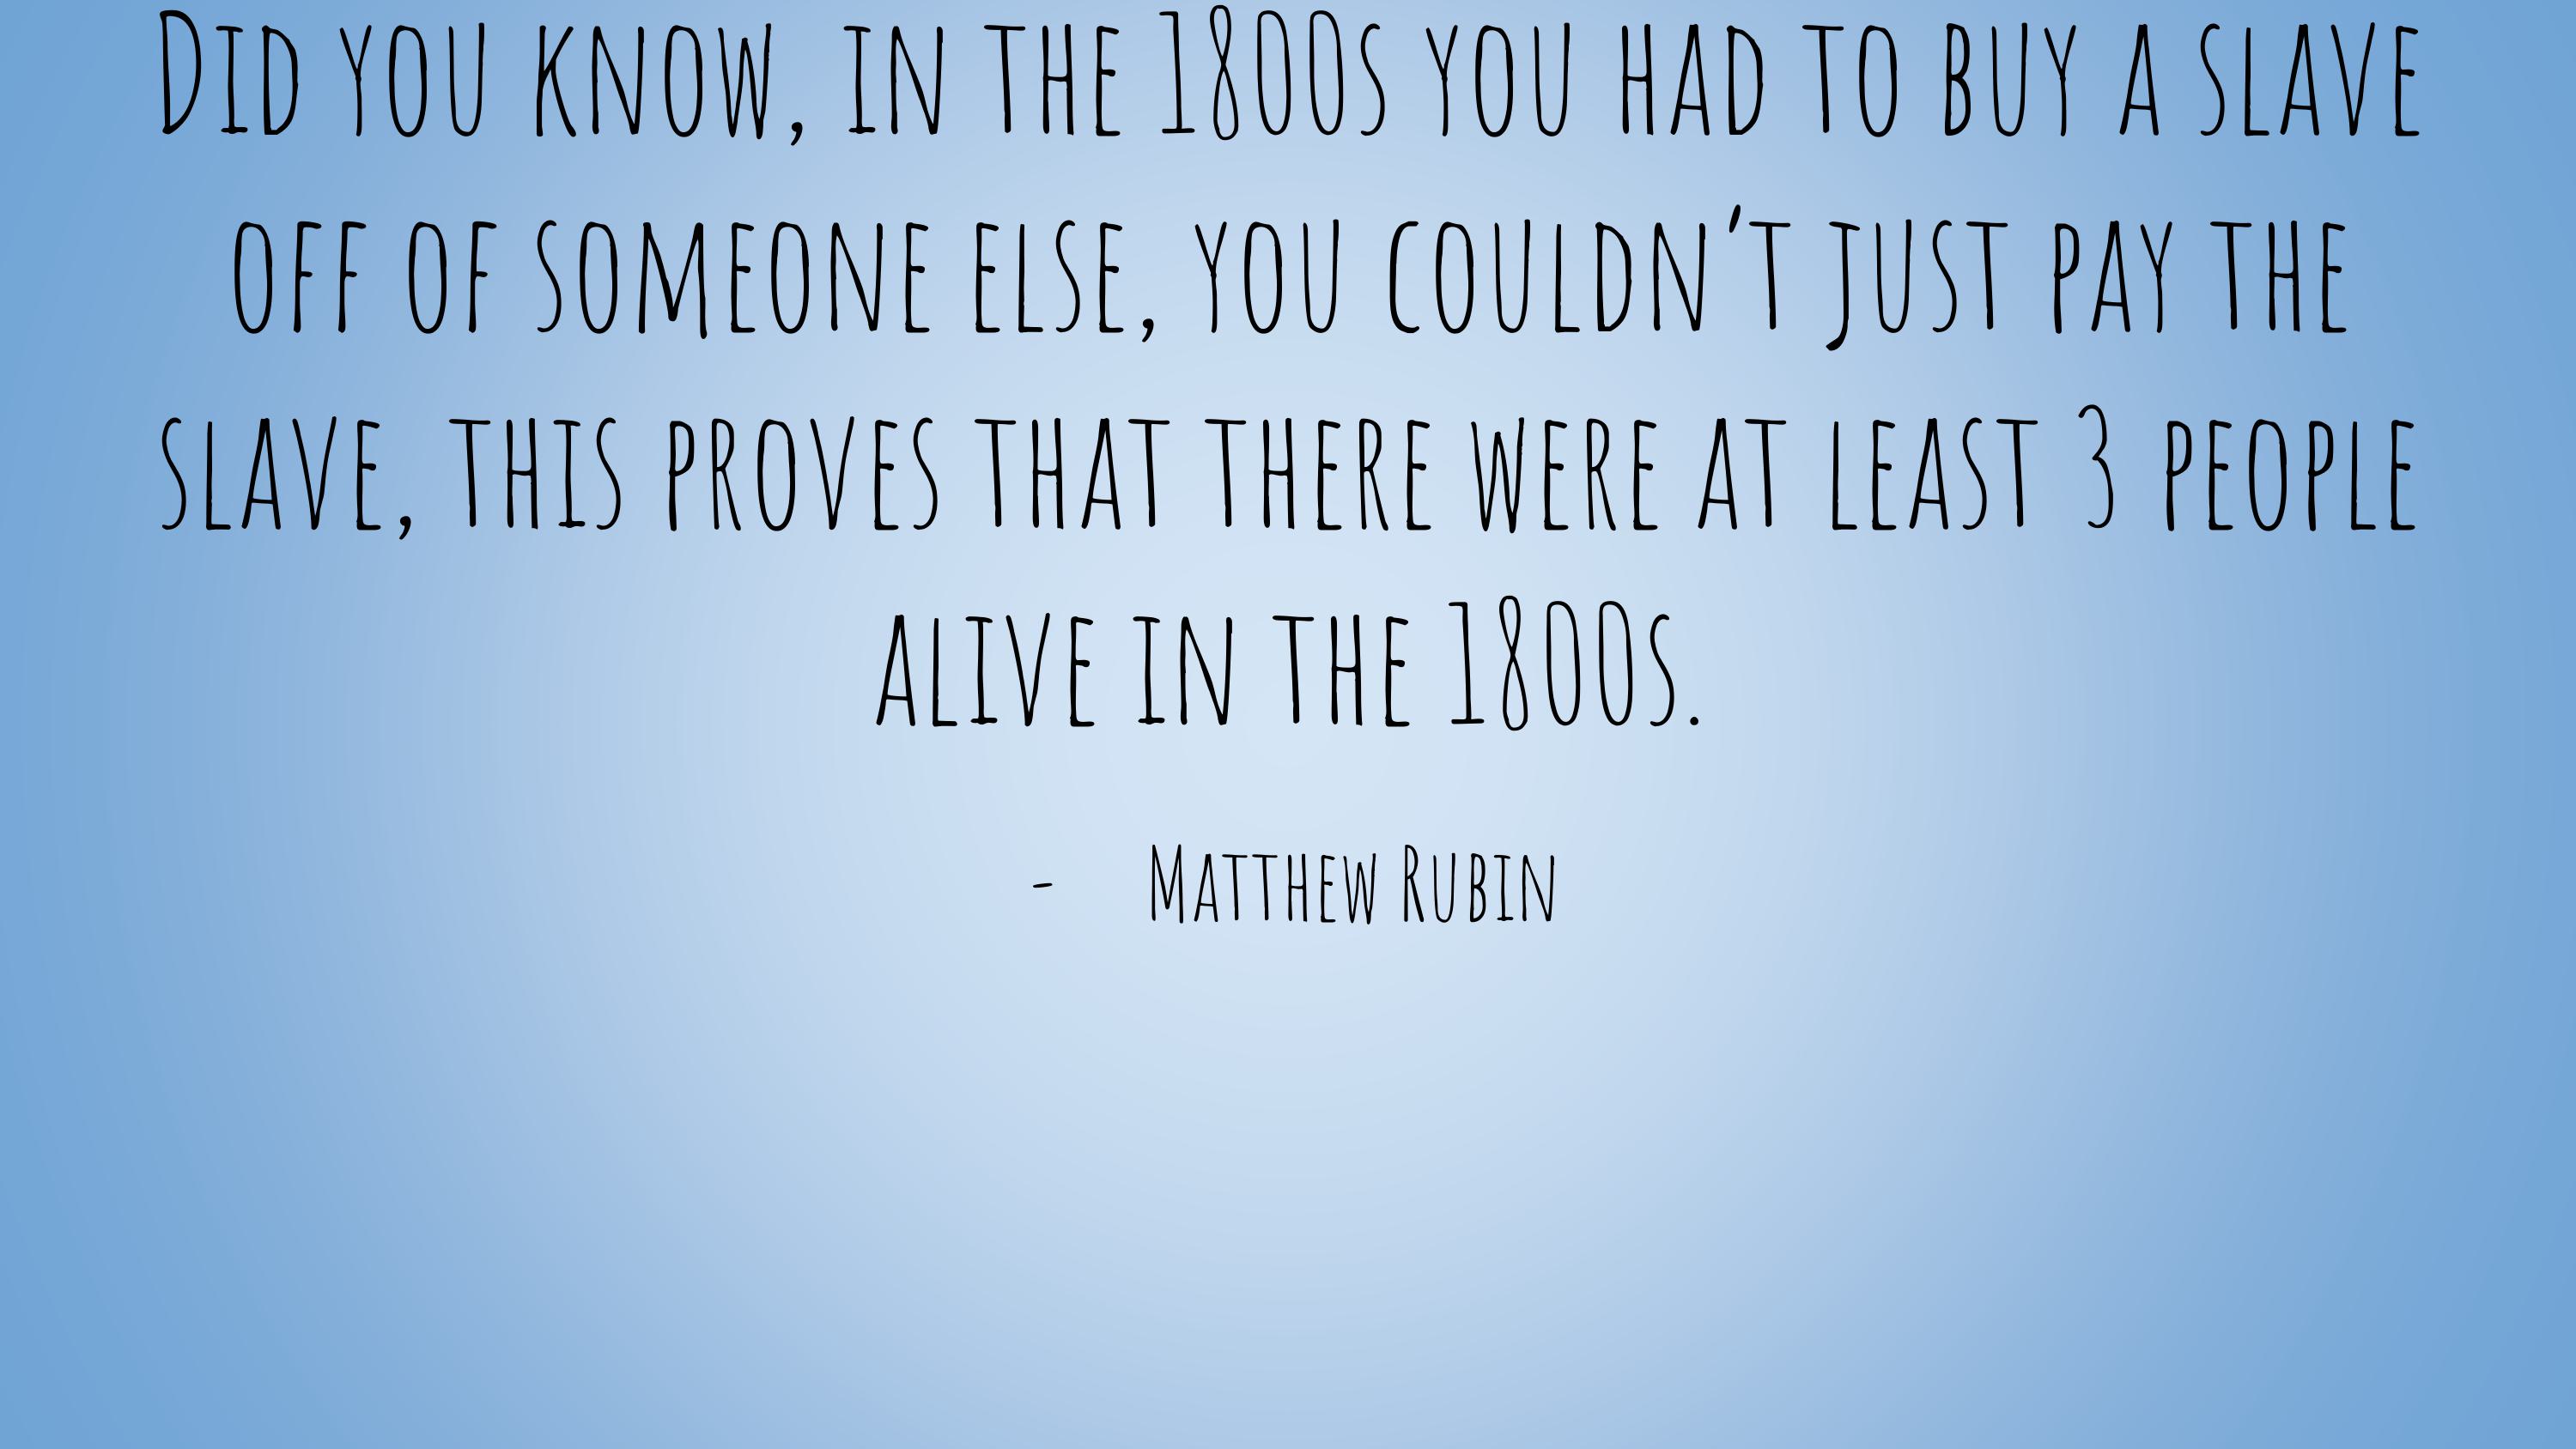 Did you know, in the 1800s you had to buy a slave
off of someone else, you couldn't just pay the
slave, this proves that there were at least 3 people
alive in the 1800s.
- Matthew Rubin